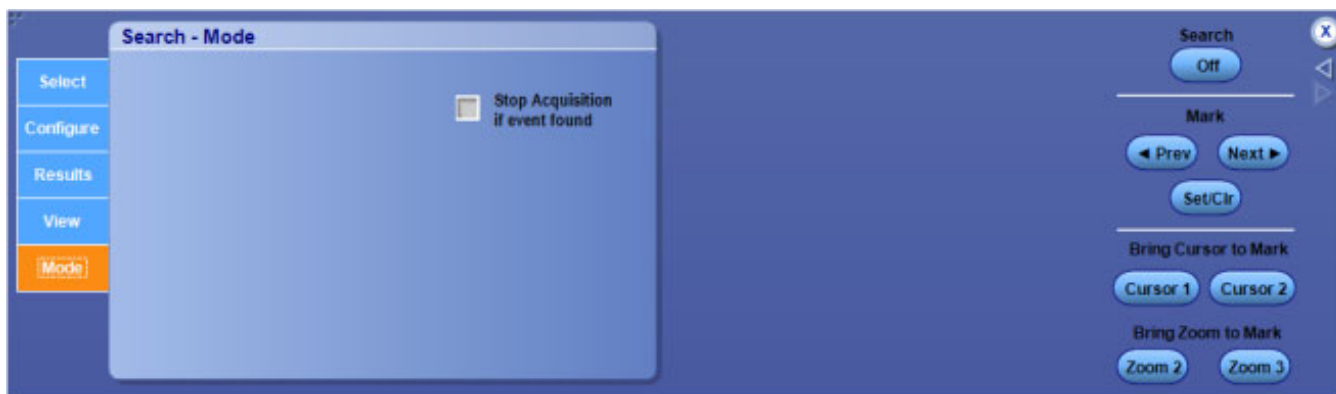 Search - Mode
Select
Configure
Results
View
Mode
Stop Acquisition
if event found
Search
Off
Mark
◄ Prev
Next ►
Set/Clr
Bring Cursor to Mark
Cursor 1
Cursor 2
Bring Zoom to Mark
Zoom 2
Zoom 3
X